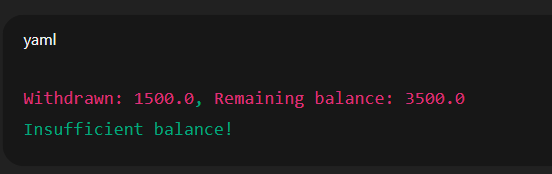 yaml
Withdrawn: 1500.0, Remaining balance: 3500.0
Insufficient balance!